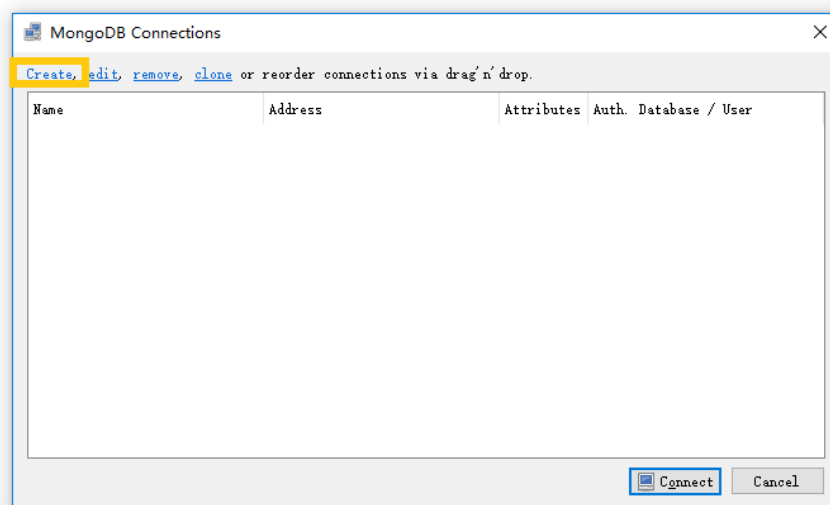 MongoDB Connections
Create, edit, remove, clone or reorder connections via drag'n'drop.
Name Address Attributes Auth. Database / User
Connect Cancel